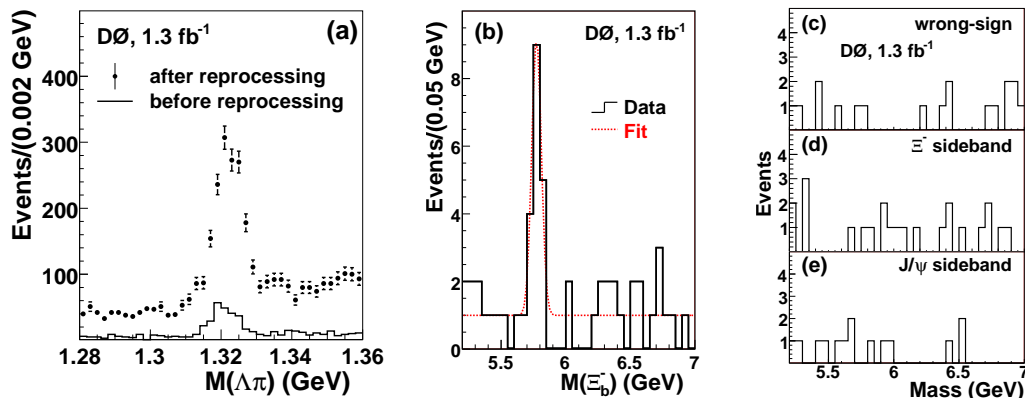 (a)
DØ, 1.3 fb⁻¹
after reprocessing
before reprocessing
Events/(0.002 GeV)
400
300
200
100
1.28 1.3 1.32 1.34 1.36
M(Λπ) (GeV)
(b)
DØ, 1.3 fb⁻¹
Data
Fit
Events/(0.05 GeV)
8
6
4
2
0
5.5 6 6.5 7
M(Ξ⁻b) (GeV)
(c) wrong-sign
DØ, 1.3 fb⁻¹
4
2
1
(d) Ξ⁻ sideband
4
2
1
(e) J/ψ sideband
4
2
1
Events
5.5 6 6.5 7
Mass (GeV)